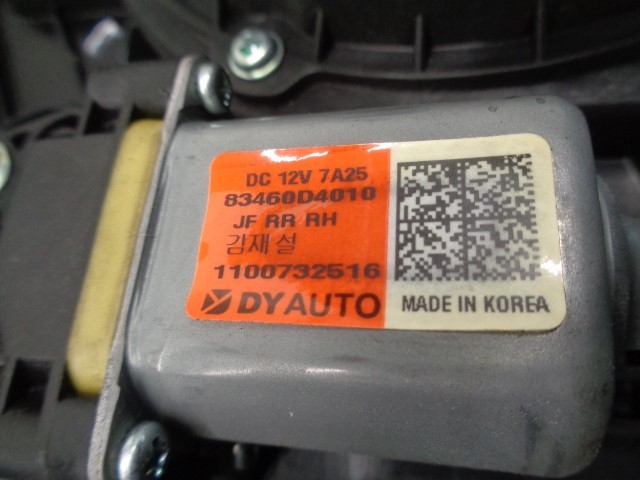 DC 12V 7A25
83460D4010
JF RR RH
김재설
1100732516
DYAUTO
MADE IN KOREA